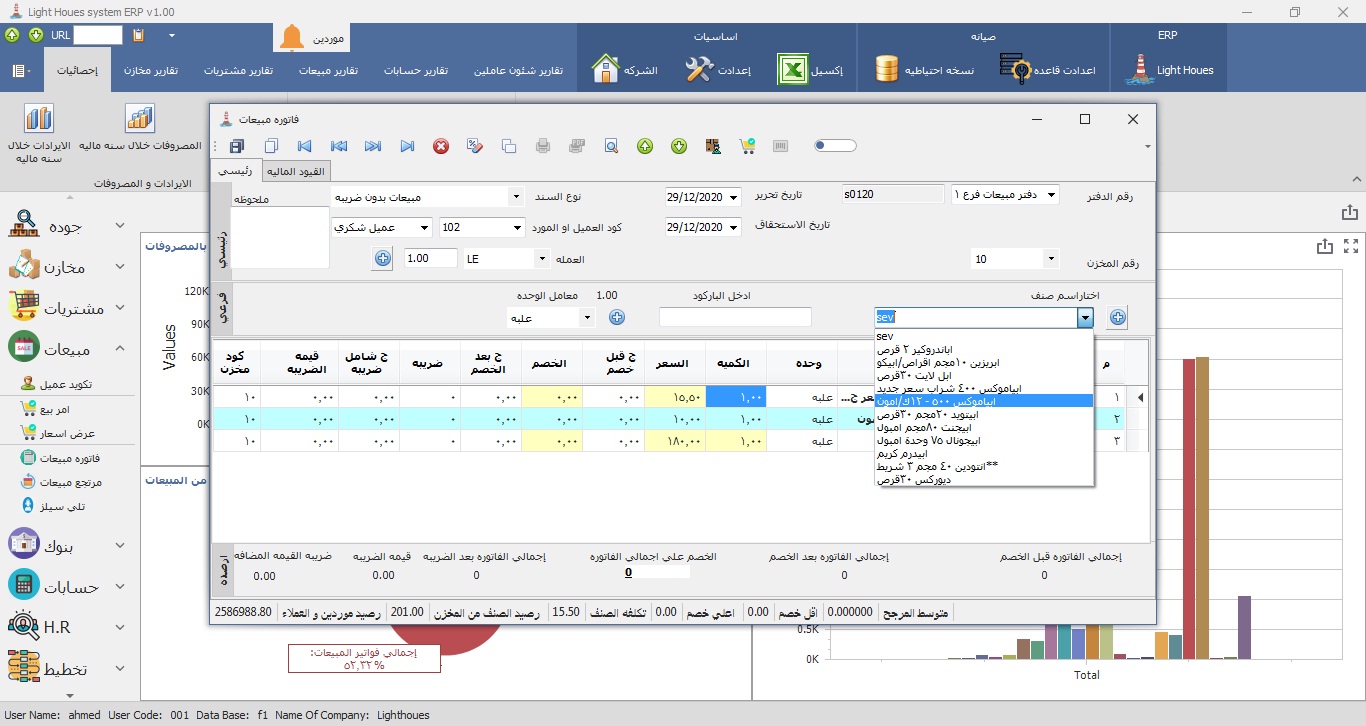 Light Houes system ERP v1.00
URL
موردين
اساسيات
صيانه
ERP
إحصائيات
تقارير مخازن
تقارير مشتريات
تقارير مبيعات
تقارير حسابات
تقارير شئون عاملين
الشركه
إعدادت
إكسيل
نسخه احتياطيه
اعدادت قاعده
Light Houes
الايرادات خلال سنه ماليه
المصروفات خلال سنه ماليه
الايرادات و المصروفات
جوده
مخازن
مشتريات
مبيعات
تكويد عميل
امر بيع
عرض اسعار
فاتوره مبيعات
مرتجع مبيعات
تلي سيلز
بنوك
حسابات
H.R
تخطيط
بالمصروفات
120K
90K
60K
30K
0K
Values
من المبيعات
إجمالي فواتير المبيعات:
٥٢,٣٢ %
0.5K
0K
Total
فاتوره مبيعات
رئيسي
القيود الماليه
رئيسي
رقم الدفتر
دفتر مبيعات فرع ١
s0120
تاريخ تحرير
29/12/2020
نوع السند
مبيعات بدون ضريبه
ملحوظه
تاريخ الاستحقاق
29/12/2020
كود العميل او المورد
102
عميل شكري
رقم المخزن
10
العمله
LE
1.00
فرعي
اختاراسم صنف
ادخل الباركود
1.00
معامل الوحده
sev
علبه
sev
اباندروكير ٢ قرص
ابريزين ١٠مجم اقراص/ابيكو
ابل لايت ٣٠قرص
ابياموكس ٤٠٠ شراب سعر جديد
ابياموكس ٥٠٠ - ١٢ك/امون
ابيتويد ٢٠مجم ٣٠قرص
ابيجنت ٨٠مجم امبول
ابيجونال ٧٥ وحدة امبول
ابيدرم كريم
**انتودين ٤٠ مجم ٣ شريط
ديوركس ٣٠قرص
م
وحده
الكميه
السعر
ج قبل خصم
الخصم
ج بعد الخصم
ضريبه
ج شامل ضريبه
قيمه الضريبه
كود مخزن
١ سعر ج... علبه ١,٠٠ ١٥,٥٠ ٠,٠٠ ٠,٠٠ ٠,٠٠ ٠,٠٠ ٠,٠٠ ٠,٠٠ ١٠
٢ مون علبه ١,٠٠ ١٠,٠٠ ٠,٠٠ ٠,٠٠ ٠,٠٠ ٠,٠٠ ٠,٠٠ ٠,٠٠ ١٠
٣ علبه ١,٠٠ ١٨٠,٠٠ ٠,٠٠ ٠,٠٠ ٠,٠٠ ٠,٠٠ ٠,٠٠ ٠,٠٠ ١٠
ارصده
إجمالي الفاتوره قبل الخصم
إجمالي الفاتوره بعد الخصم
الخصم علي اجمالي الفاتوره
إجمالي الفاتوره بعد الضريبه
قيمه الضريبه
ضريبه القيمه المضافه
0
0
0
0
0.00
0.00
متوسط المرجح 0.000000 اقل خصم 0.00 اعلي خصم 0.00 تكلفه الصنف 15.50 رصيد الصنف من المخزن 201.00 رصيد موردين و العملاء 2586988.80
User Name: ahmed User Code: 001 Data Base: f1 Name Of Company: Lighthoues